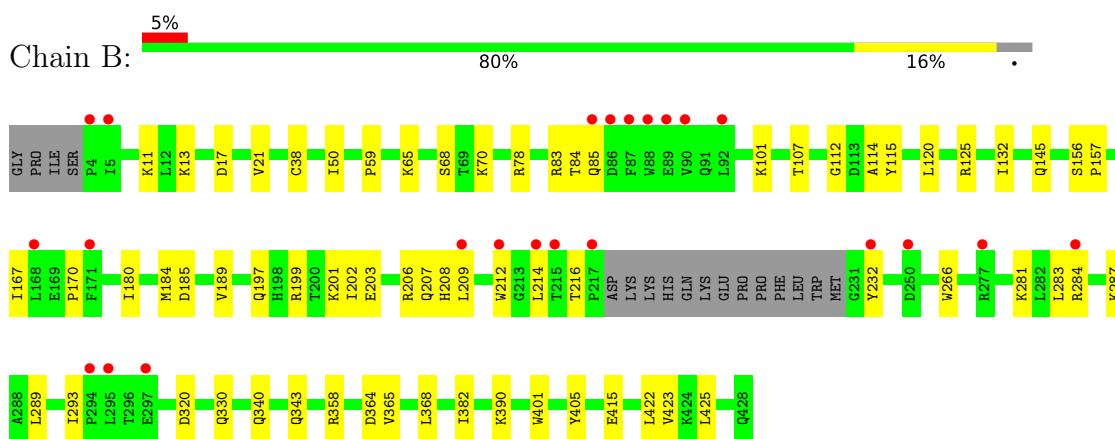 5%
Chain B:
80% 16% •
GLY PRO ILE SER P4 I5 K11 L12 K13 D17 V21 C38 I50 P59 K65 S68 T69 K70 R78 R83 T84 Q85 D86 F87 W88 E89 V90 Q91 L92 K101 T107 G112 D113 A114 Y115 L120 R125 I132 Q145 S156 P157
I167 L168 E169 P170 F171 I180 M184 D185 V189 Q197 H198 R199 T200 K201 I202 E203 R206 Q207 H208 L209 W212 G213 L214 T215 T216 P217 ASP LYS LYS HIS GLN LYS GLU PRO PRO PHE LEU TRP MET G231 Y232 D250 W266 R277 K281 L282 L283 R284 K287
A288 L289 I293 P294 L295 T296 E297 D320 Q330 Q340 Q343 R358 D364 V365 L368 I382 K390 W401 Y405 E415 L422 V423 K424 L425 Q428